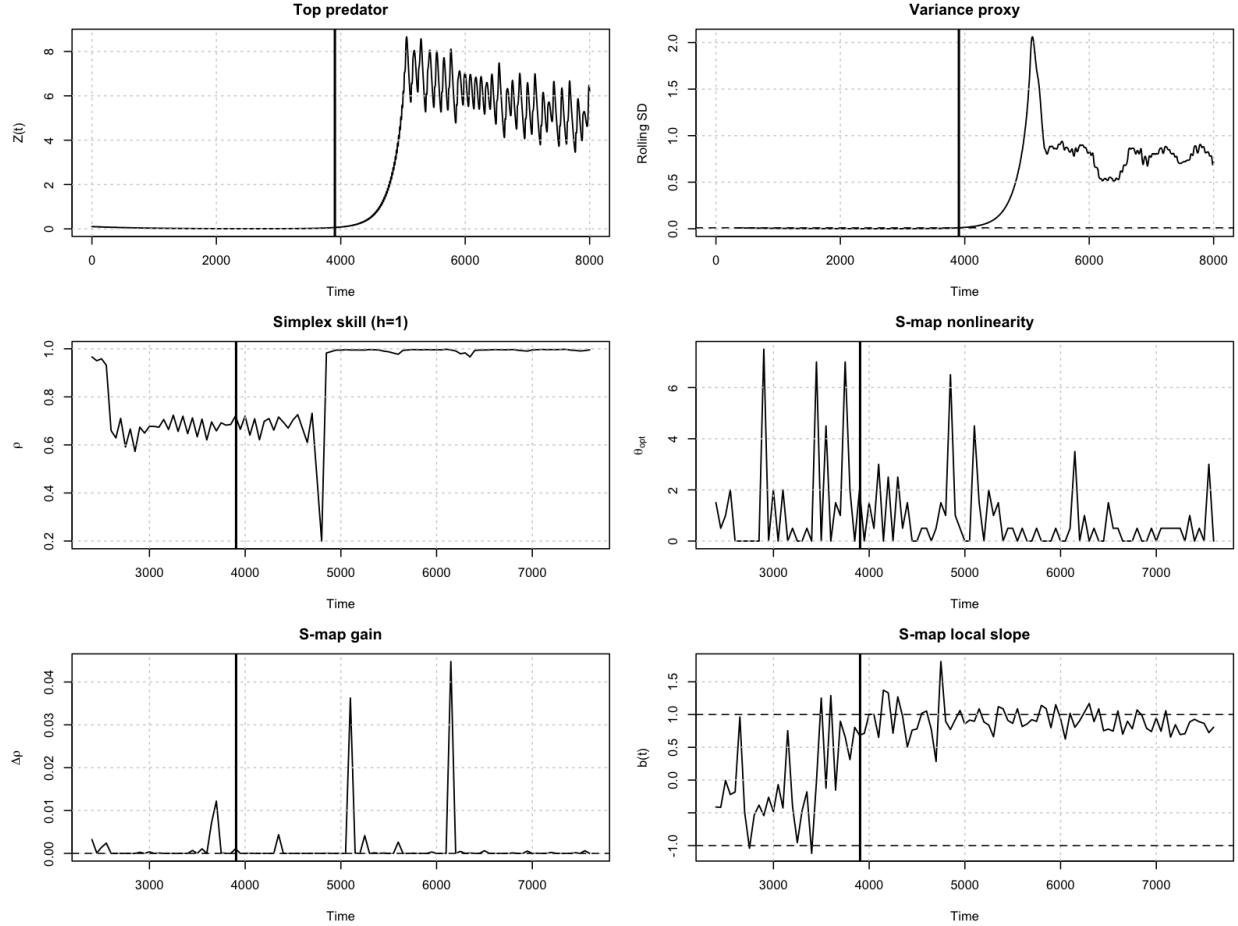 Top predator
Z(t)
8
6
4
2
0
0 2000 4000 6000 8000
Time
Variance proxy
Rolling SD
2.0
1.5
1.0
0.5
0.0
0 2000 4000 6000 8000
Time
Simplex skill (h=1)
ρ
1.0
0.8
0.6
0.4
0.2
3000 4000 5000 6000 7000
Time
S-map nonlinearity
θopt
6
4
2
0
3000 4000 5000 6000 7000
Time
S-map gain
Δρ
0.04
0.03
0.02
0.01
0.00
3000 4000 5000 6000 7000
Time
S-map local slope
b(t)
1.5
1.0
0.5
0.0
-1.0
3000 4000 5000 6000 7000
Time